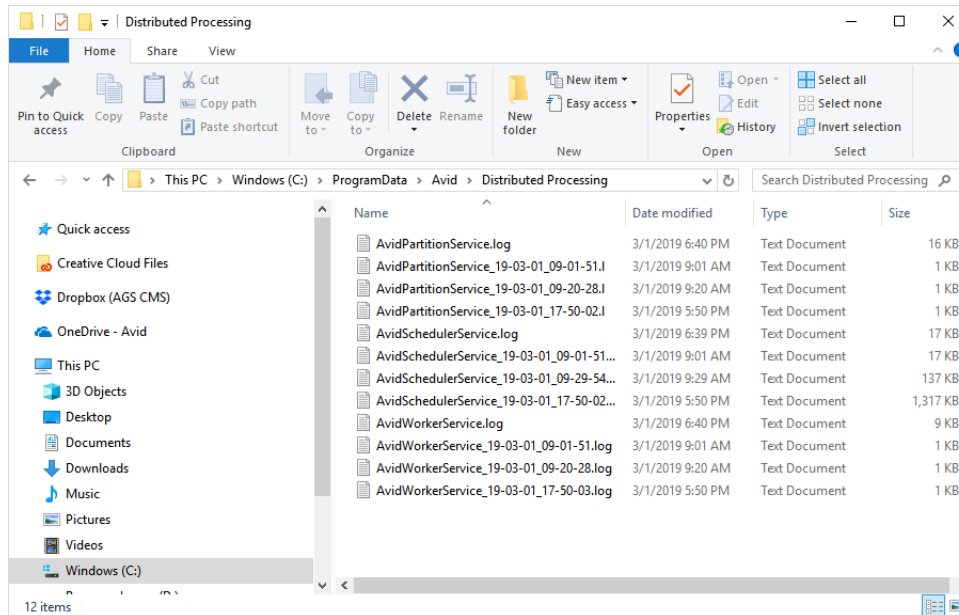 Distributed Processing
File Home Share View
Pin to Quick access
Copy
Paste
Cut
Copy path
Paste shortcut
Clipboard
Move to
Copy to
Delete
Rename
Organize
New folder
New item
Easy access
New
Properties
Open
Edit
History
Open
Select all
Select none
Invert selection
Select
This PC > Windows (C:) > ProgramData > Avid > Distributed Processing
Search Distributed Processing
Quick access
Creative Cloud Files
Dropbox (AGS CMS)
OneDrive - Avid
This PC
3D Objects
Desktop
Documents
Downloads
Music
Pictures
Videos
Windows (C:)
Name Date modified Type Size
AvidPartitionService.log 3/1/2019 6:40 PM Text Document 16 KB
AvidPartitionService_19-03-01_09-01-51.l 3/1/2019 9:01 AM Text Document 1 KB
AvidPartitionService_19-03-01_09-20-28.l 3/1/2019 9:20 AM Text Document 1 KB
AvidPartitionService_19-03-01_17-50-02.l 3/1/2019 5:50 PM Text Document 1 KB
AvidSchedulerService.log 3/1/2019 6:39 PM Text Document 17 KB
AvidSchedulerService_19-03-01_09-01-51... 3/1/2019 9:01 AM Text Document 17 KB
AvidSchedulerService_19-03-01_09-29-54... 3/1/2019 9:29 AM Text Document 137 KB
AvidSchedulerService_19-03-01_17-50-02... 3/1/2019 5:50 PM Text Document 1,317 KB
AvidWorkerService.log 3/1/2019 6:40 PM Text Document 9 KB
AvidWorkerService_19-03-01_09-01-51.log 3/1/2019 9:01 AM Text Document 1 KB
AvidWorkerService_19-03-01_09-20-28.log 3/1/2019 9:20 AM Text Document 1 KB
AvidWorkerService_19-03-01_17-50-03.log 3/1/2019 5:50 PM Text Document 1 KB
12 items